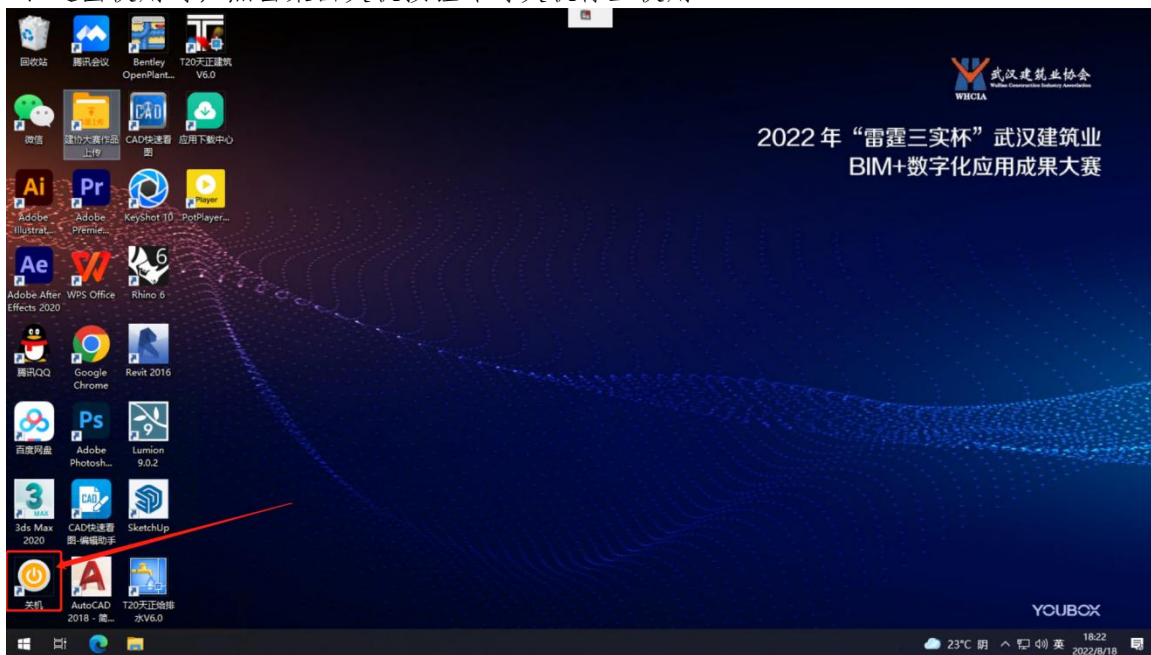 回收站
腾讯会议
Bentley
OpenPlant...
T20天正建筑
V6.0
微信
建协大赛作品
上传
CAD快速看
图
应用下载中心
Adobe
Illustrat...
Adobe
Premie...
KeyShot 10
PotPlayer...
Adobe After
Effects 2020
WPS Office
Rhino 6
腾讯QQ
Google
Chrome
Revit 2016
百度网盘
Adobe
Photosh...
Lumion
9.0.2
3ds Max
2020
CAD快速看
图-编辑助手
SketchUp
关机
AutoCAD
2018 - 简...
T20天正给排
水V6.0
WHCIA
武汉建筑业协会
Wuhan Construction Industry Association
2022 年“雷霆三实杯”武汉建筑业
BIM+数字化应用成果大赛
YOUBOX
23°C 阴
英
18:22
2022/8/18